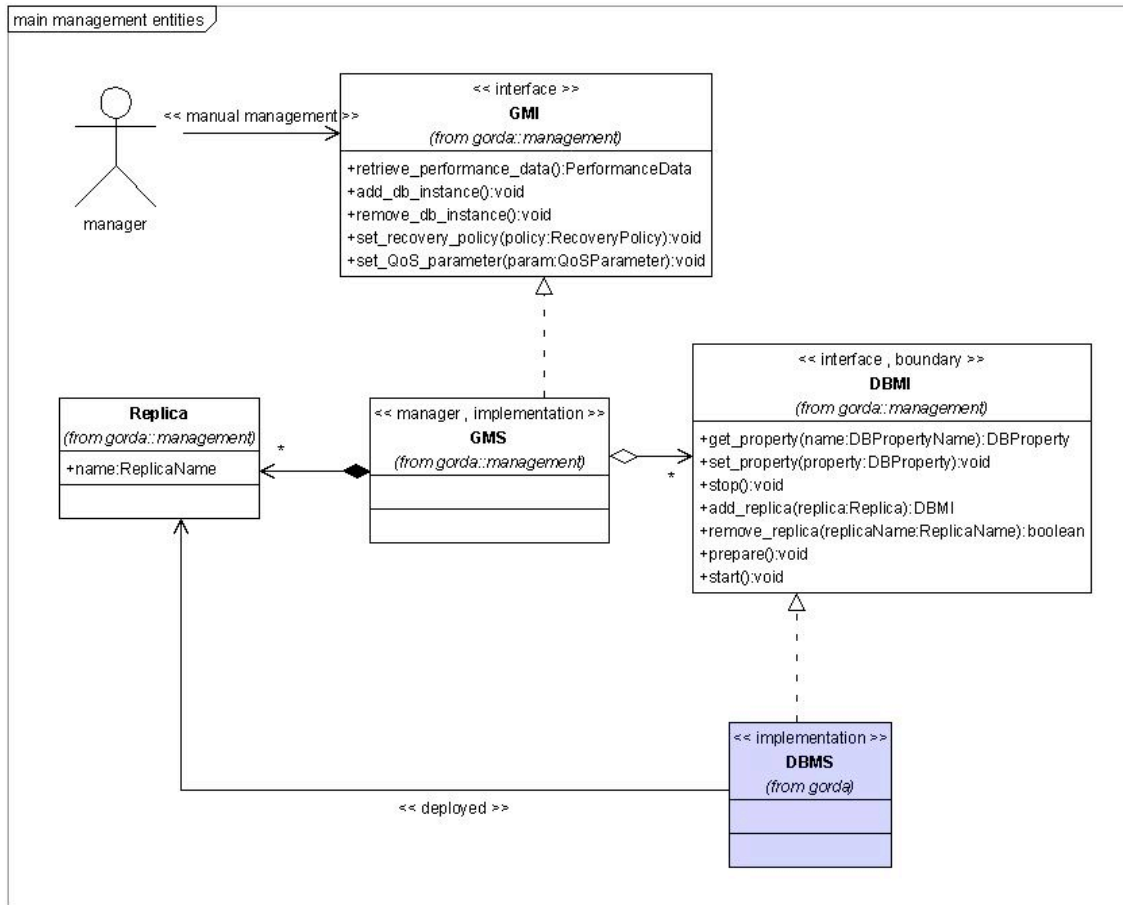 main management entities
<< manual management >>
manager
<< interface >>
GMI
(from gorda::management)
+retrieve_performance_data():PerformanceData
+add_db_instance():void
+remove_db_instance():void
+set_recovery_policy(policy:RecoveryPolicy):void
+set_QoS_parameter(param:QoSParameter):void
Replica
(from gorda::management)
+name:ReplicaName
*
<< manager , implementation >>
GMS
(from gorda::management)
*
<< interface , boundary >>
DBMI
(from gorda::management)
+get_property(name:DBPropertyName):DBProperty
+set_property(property:DBProperty):void
+stop():void
+add_replica(replica:Replica):DBMI
+remove_replica(replicaName:ReplicaName):boolean
+prepare():void
+start():void
<< implementation >>
DBMS
(from gorda)
<< deployed >>